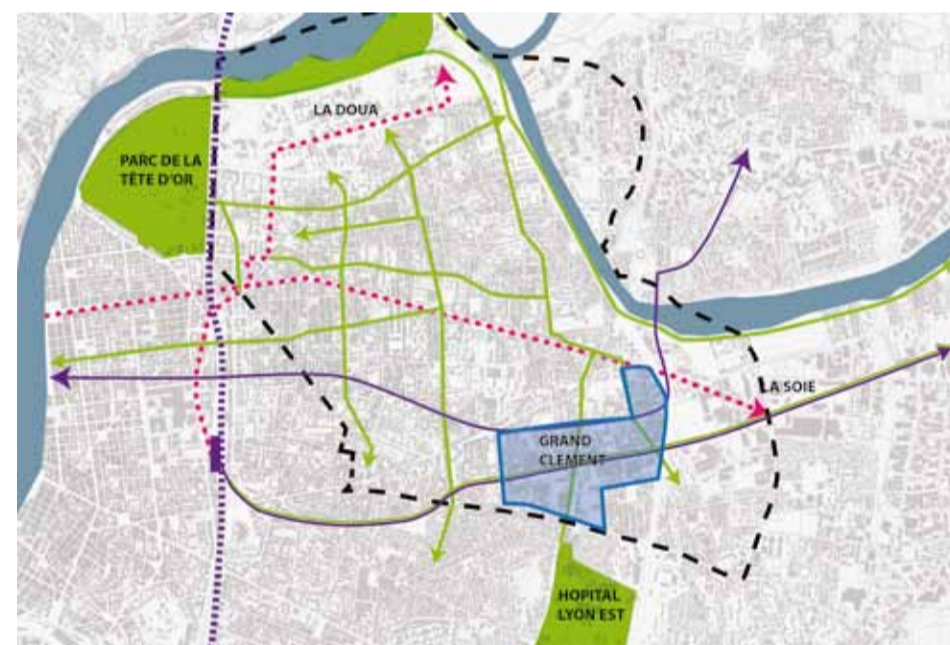 LA DOUA
PARC DE LA
TÊTE D'OR
LA SOIE
GRAND
CLEMENT
HOPITAL
LYON EST